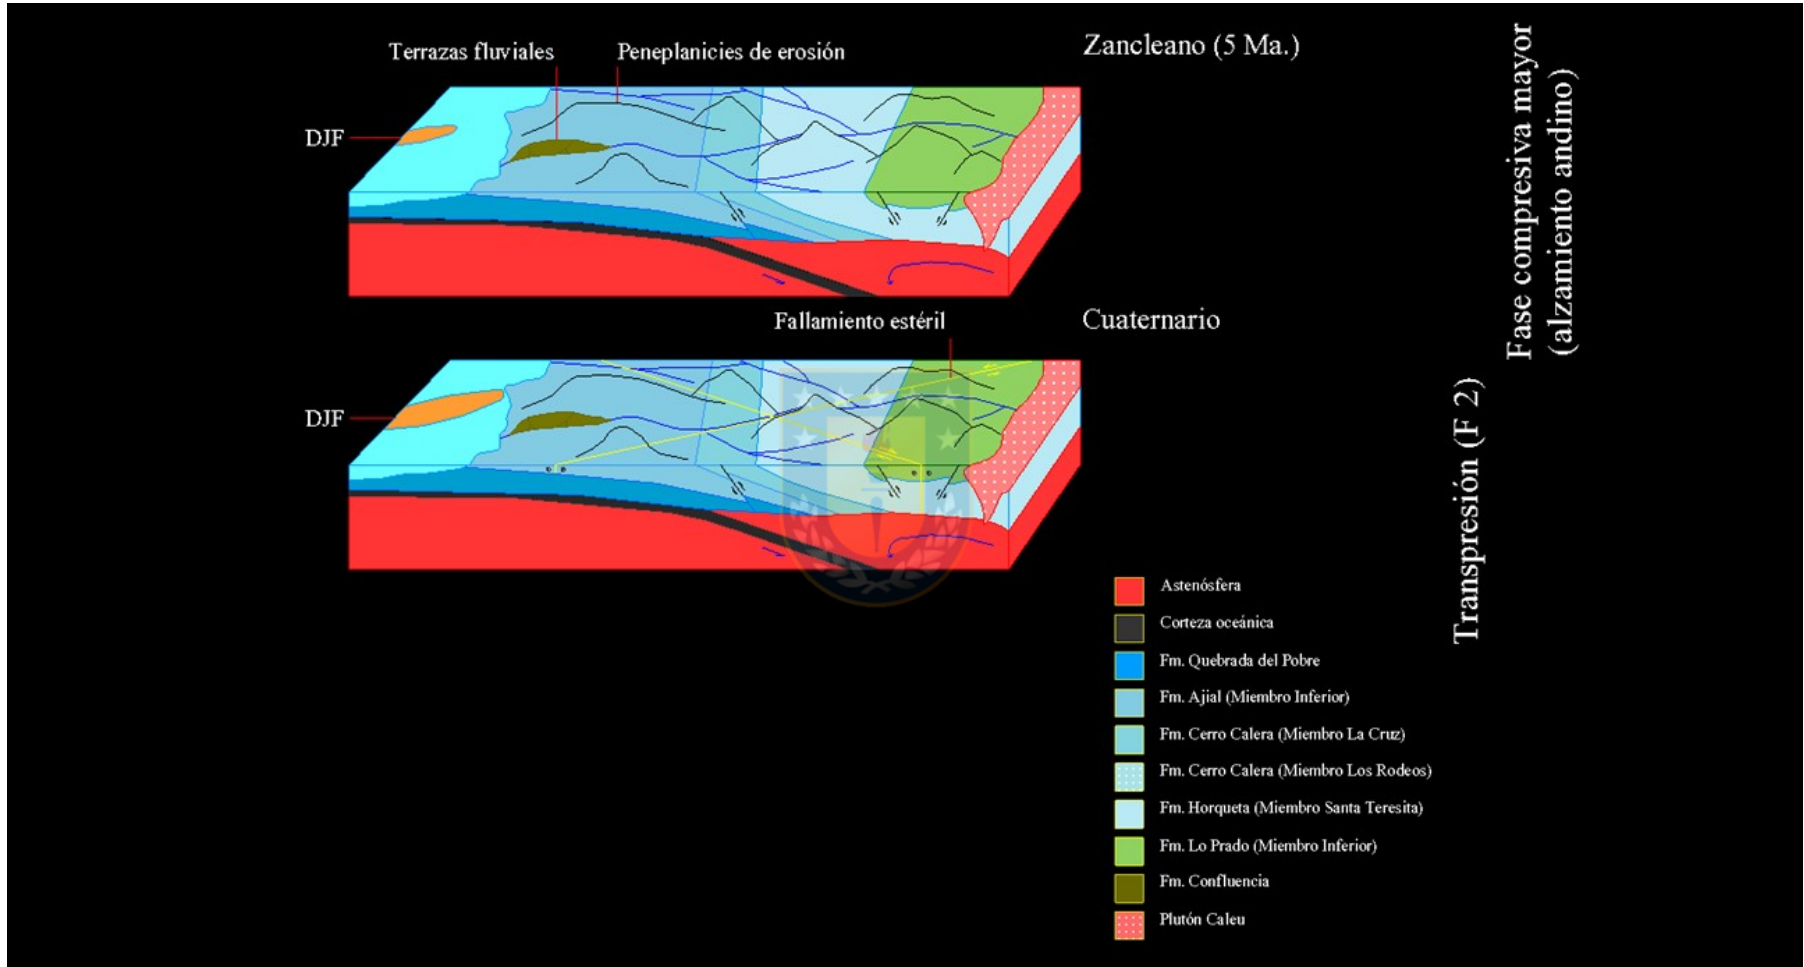 Terrazas fluviales
Peneplanicies de erosión
Zancleano (5 Ma.)
DJF
Fase compresiva mayor
(alzamiento andino)
Fallamiento estéril
Cuaternario
DJF
Transpresión (F 2)
Astenósfera
Corteza oceánica
Fm. Quebrada del Pobre
Fm. Ajial (Miembro Inferior)
Fm. Cerro Calera (Miembro La Cruz)
Fm. Cerro Calera (Miembro Los Rodeos)
Fm. Horqueta (Miembro Santa Teresita)
Fm. Lo Prado (Miembro Inferior)
Fm. Confluencia
Plutón Caleu